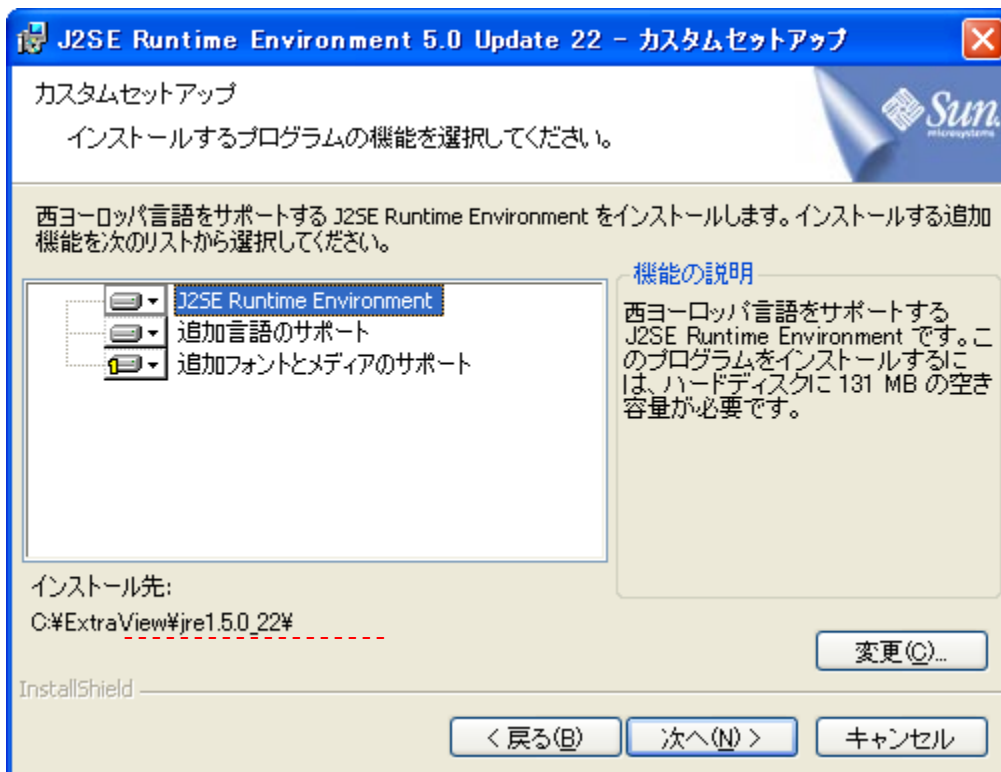 J2SE Runtime Environment 5.0 Update 22 - カスタムセットアップ
カスタムセットアップ
インストールするプログラムの機能を選択してください。
Sun
microsystems
西ヨーロッパ言語をサポートする J2SE Runtime Environment をインストールします。インストールする追加
機能を次のリストから選択してください。
J2SE Runtime Environment
追加言語のサポート
追加フォントとメディアのサポート
機能の説明
西ヨーロッパ言語をサポートする
J2SE Runtime Environment です。こ
のプログラムをインストールするに
は、ハードディスクに 131 MB の空き
容量が必要です。
インストール先:
C:¥ExtraView¥jre1.5.0_22¥
変更(C)...
InstallShield
< 戻る(B)
次へ(N) >
キャンセル